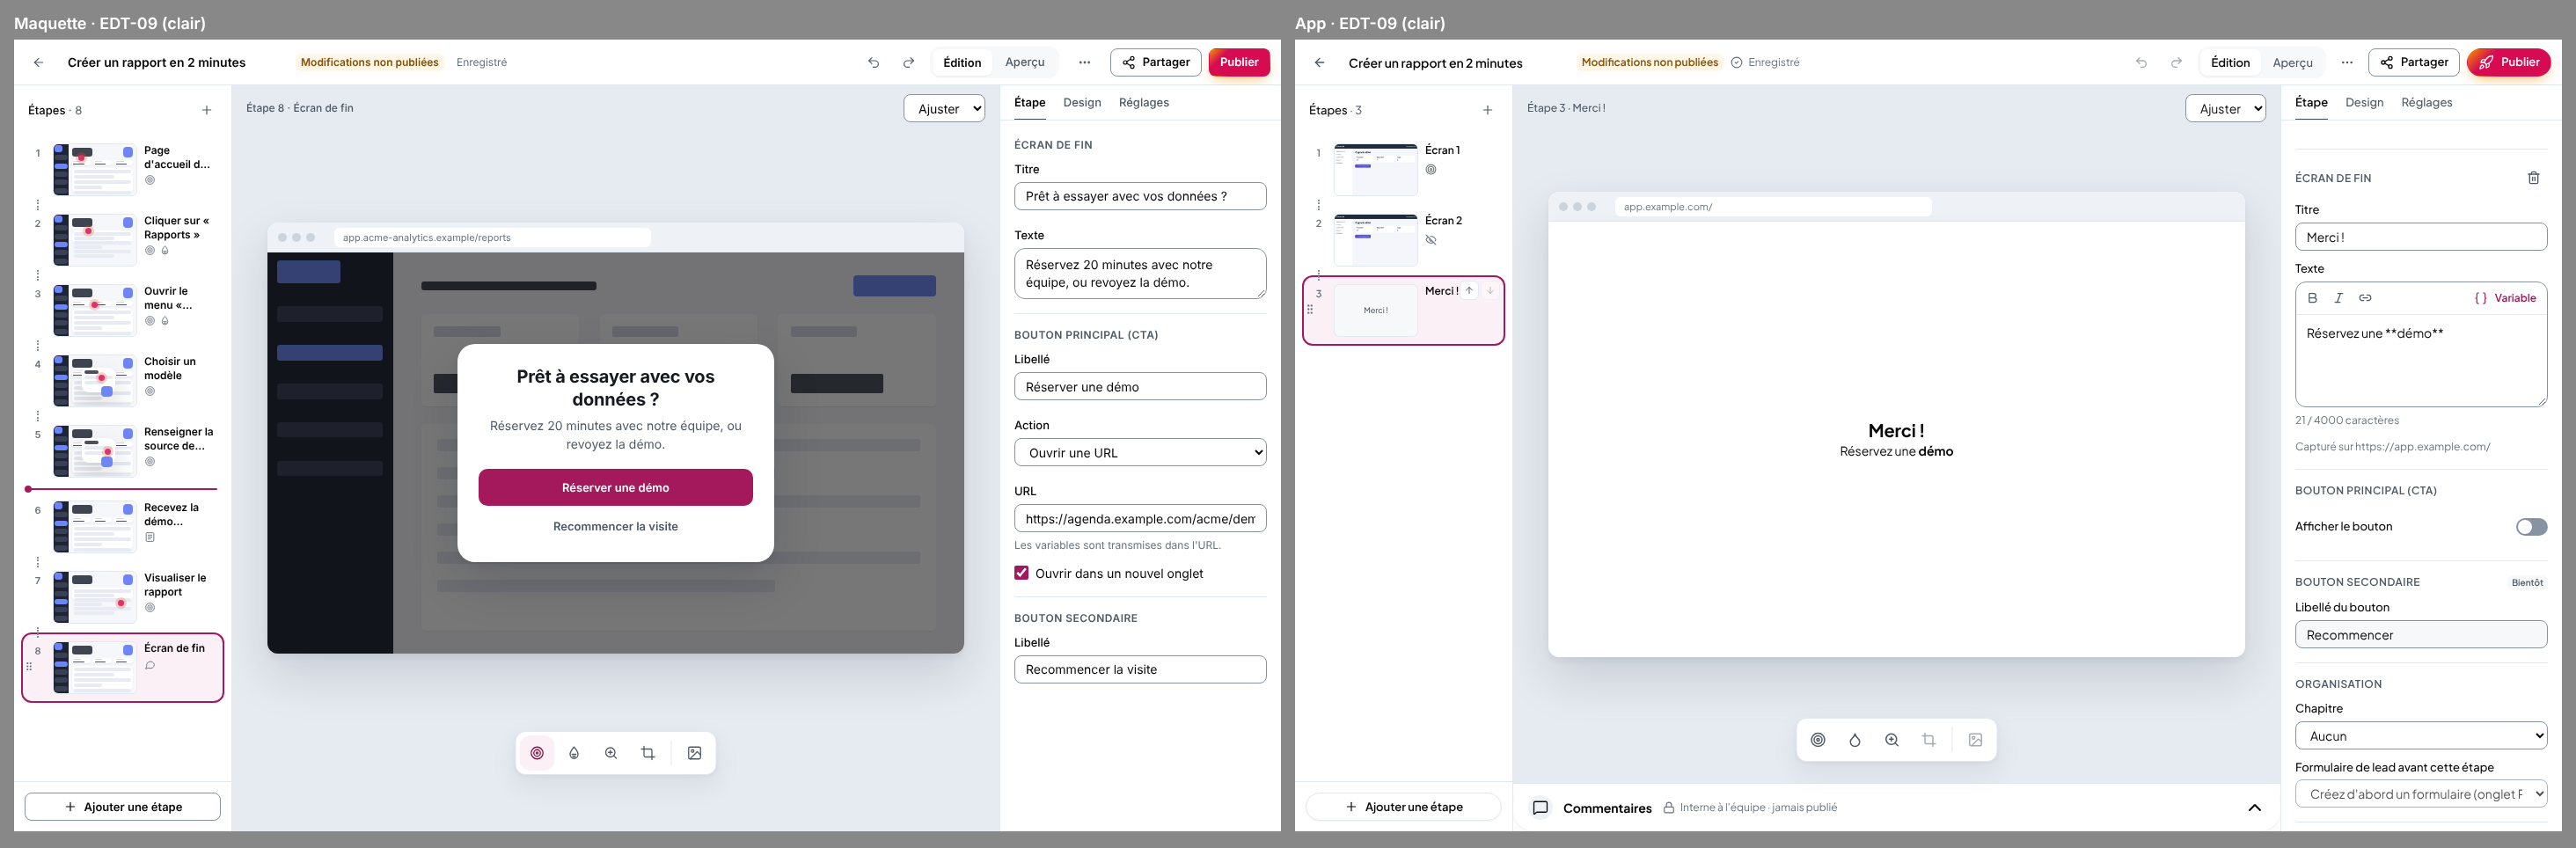 Maquette · EDT-09 (clair)
Créer un rapport en 2 minutes
Modifications non publiées
Enregistré
Édition
Aperçu
Partager
Publier
Étapes · 8
1
Page
d'accueil d...
2
Cliquer sur «
Rapports »
3
Ouvrir le
menu «...
4
Choisir un
modèle
5
Renseigner la
source de...
6
Recevez la
démo...
7
Visualiser le
rapport
8
Écran de fin
Ajouter une étape
Étape 8 · Écran de fin
Ajuster
app.acme-analytics.example/reports
Prêt à essayer avec vos
données ?
Réservez 20 minutes avec notre équipe, ou
revoyez la démo.
Réserver une démo
Recommencer la visite
Étape
Design
Réglages
ÉCRAN DE FIN
Titre
Prêt à essayer avec vos données ?
Texte
Réservez 20 minutes avec notre
équipe, ou revoyez la démo.
BOUTON PRINCIPAL (CTA)
Libellé
Réserver une démo
Action
Ouvrir une URL
URL
https://agenda.example.com/acme/dem
Les variables sont transmises dans l'URL.
Ouvrir dans un nouvel onglet
BOUTON SECONDAIRE
Libellé
Recommencer la visite
App · EDT-09 (clair)
Créer un rapport en 2 minutes
Modifications non publiées
Enregistré
Édition
Aperçu
Partager
Publier
Étapes · 3
1
Écran 1
2
Écran 2
3
Merci !
Merci !
Ajouter une étape
Étape 3 · Merci !
Ajuster
app.example.com/
Merci !
Réservez une démo
Commentaires
Interne à l'équipe · jamais publié
Étape
Design
Réglages
ÉCRAN DE FIN
Titre
Merci !
Texte
B I
{ } Variable
Réservez une **démo**
21 / 4000 caractères
Capturé sur https://app.example.com/
BOUTON PRINCIPAL (CTA)
Afficher le bouton
BOUTON SECONDAIRE
Bientôt
Libellé du bouton
Recommencer
ORGANISATION
Chapitre
Aucun
Formulaire de lead avant cette étape
Créez d'abord un formulaire (onglet F